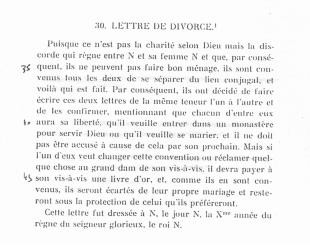 30. LETTRE DE DIVORCE.¹
Puisque ce n'est pas la charité selon Dieu mais la dis-
corde qui règne entre N et sa femme N et que, par consé-
35 quent, ils ne peuvent pas faire bon ménage, ils sont con-
venus tous les deux de se séparer du lien conjugal, et
voilà qui est fait. Par conséquent, ils ont décidé de faire
écrire ces deux lettres de la même teneur l'un à l'autre et
de les confirmer, mentionnant que chacun d'entre eux
aura sa liberté, qu'il veuille entrer dans un monastère
pour servir Dieu ou qu'il veuille se marier, et il ne doit
pas être accusé à cause de cela par son prochain. Mais si
l'un d'eux veut changer cette convention ou réclamer quel-
que chose au grand dam de son vis-à-vis, il devra payer à
45 son vis-à-vis une livre d'or, et, comme ils en sont con-
venus, ils seront écartés de leur propre mariage et reste-
ront sous la protection de celui qu'ils préféreront.
Cette lettre fut dressée à N, le jour N, la Xme année du
règne du seigneur glorieux, le roi N.